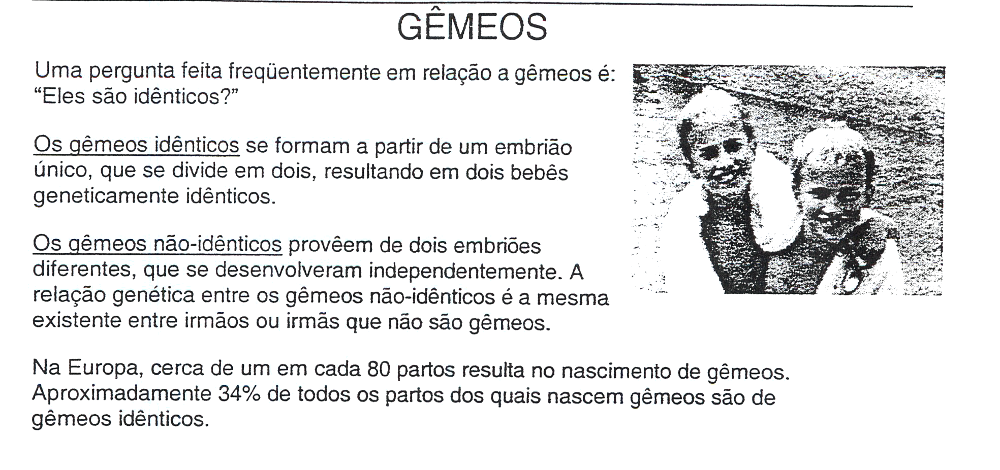 GÊMEOS
Uma pergunta feita freqüentemente em relação a gêmeos é:
“Eles são idênticos?”
Os gêmeos idênticos se formam a partir de um embrião
único, que se divide em dois, resultando em dois bebês
geneticamente idênticos.
Os gêmeos não-idênticos provêem de dois embriões
diferentes, que se desenvolveram independentemente. A
relação genética entre os gêmeos não-idênticos é a mesma
existente entre irmãos ou irmãs que não são gêmeos.
Na Europa, cerca de um em cada 80 partos resulta no nascimento de gêmeos.
Aproximadamente 34% de todos os partos dos quais nascem gêmeos são de
gêmeos idênticos.